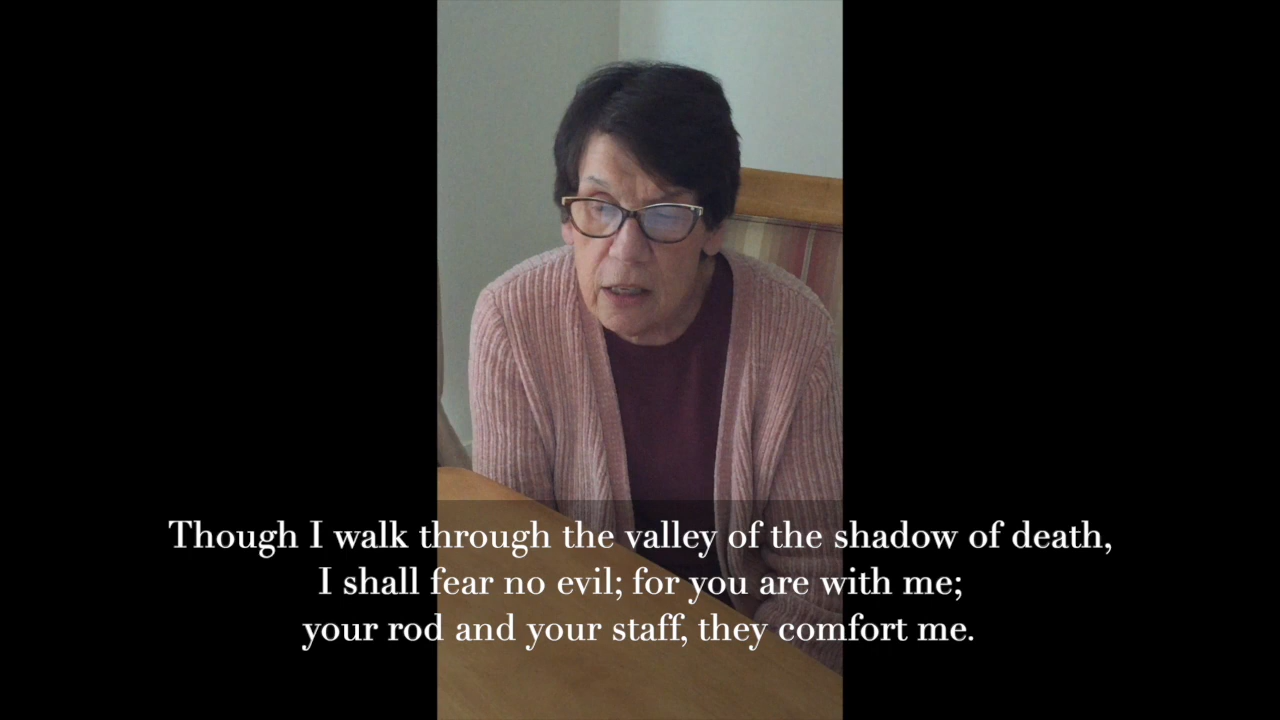 Though I walk through the valley of the shadow of death,
I shall fear no evil; for you are with me;
your rod and your staff, they comfort me.